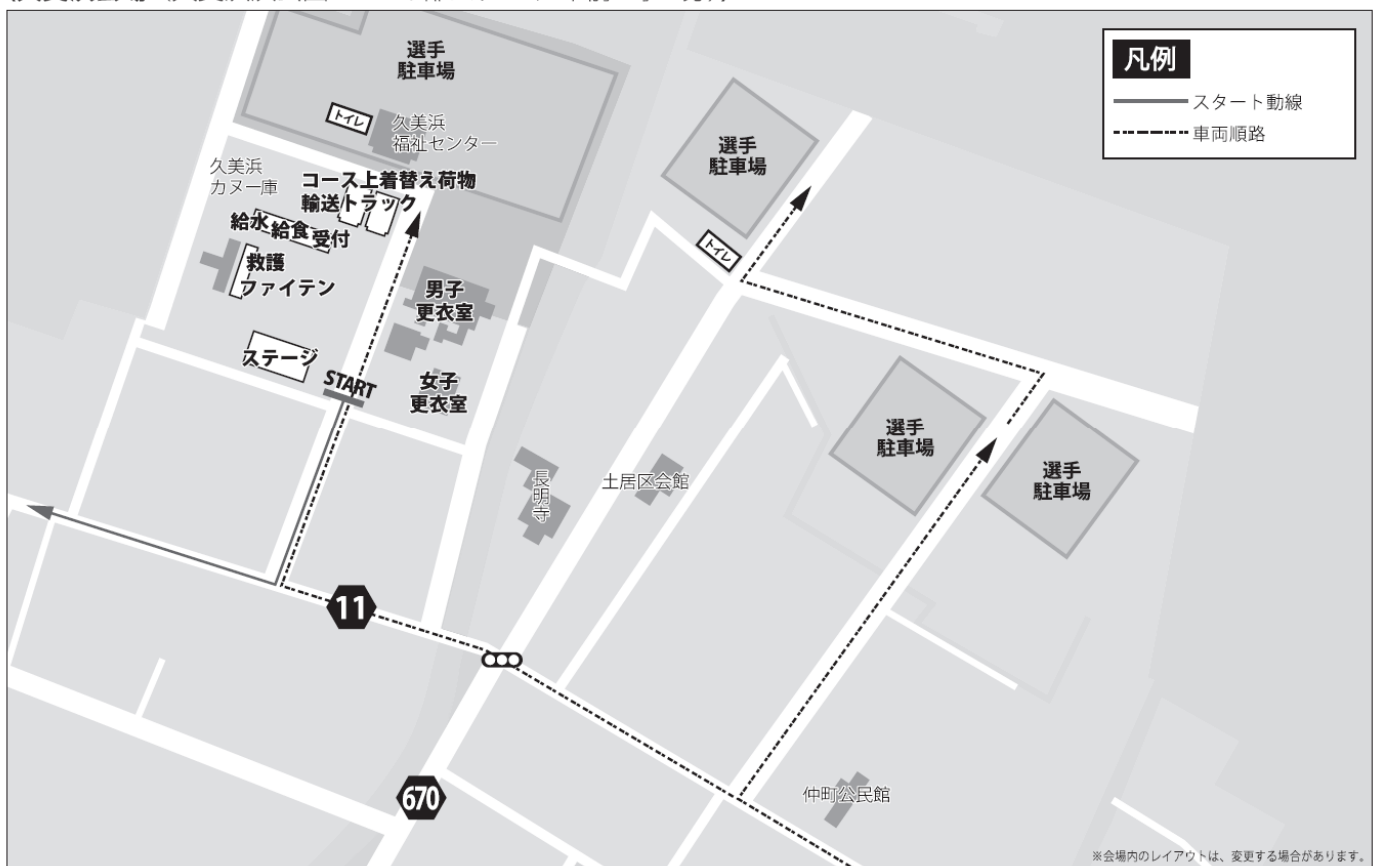 選手
駐車場
トイレ
久美浜
福祉センター
久美浜
カヌー庫
コース上着替え荷物
輸送トラック
給水
給食
受付
救護
ファイテン
男子
更衣室
ステージ
START
女子
更衣室
選手
駐車場
トイレ
選手
駐車場
選手
駐車場
長明寺
土居区会館
11
670
仲町公民館
凡例
スタート動線
車両順路
※会場内のレイアウトは、変更する場合があります。